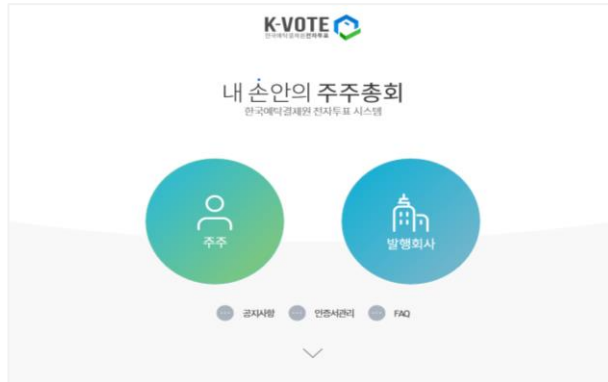 K-VOTE
한국예탁결제원전자투표
내 손안의 주주총회
한국예탁결제원 전자투표 시스템
주주
발행회사
공지사항
인증서관리
FAQ